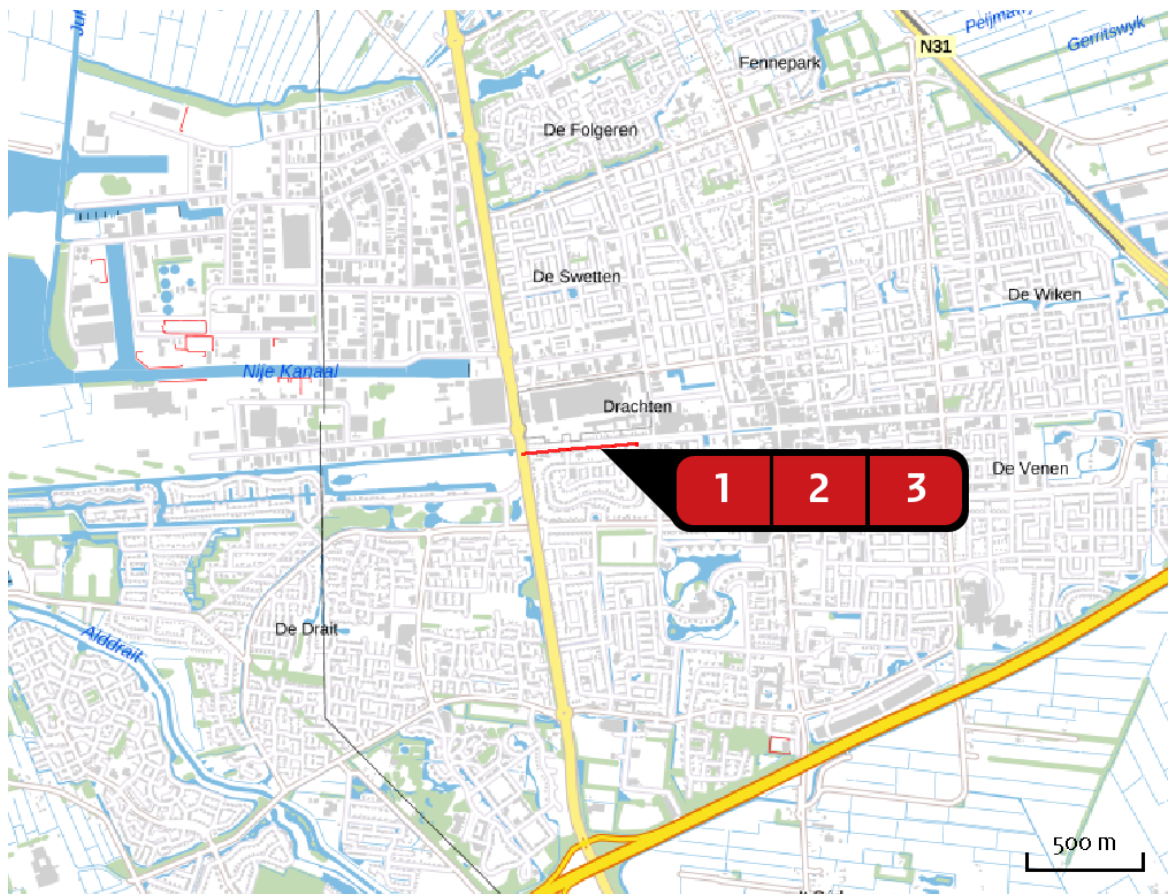 Peijma
Gerritswyk
N31
Fennepark
De Folgeren
De Swetten
De Wiken
Nije Kanaal
Drachten
De Venen
1 2 3
De Drait
Alddrait
500 m